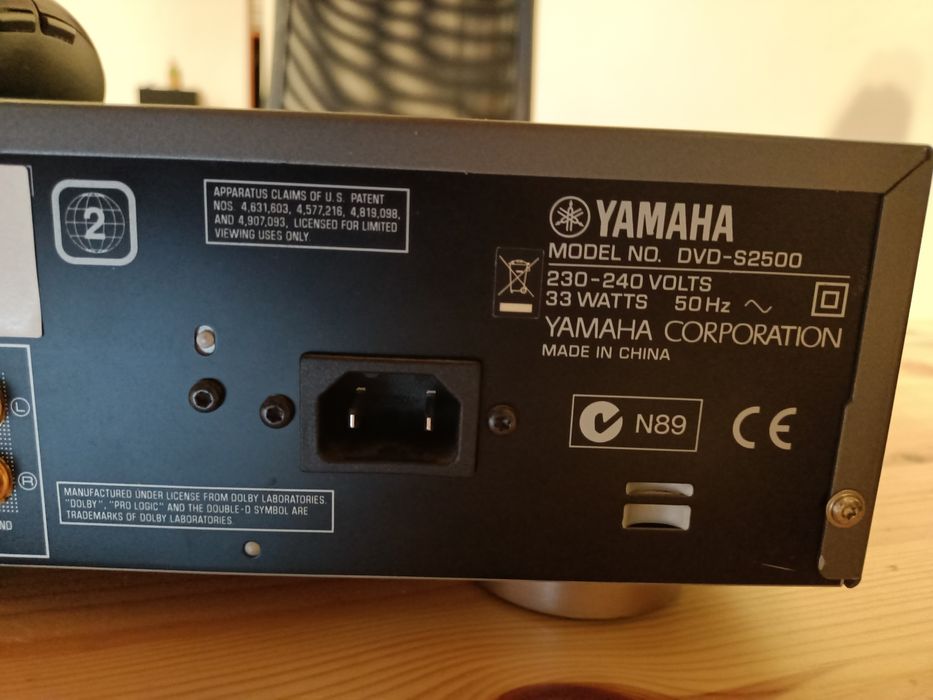 2
APPARATUS CLAIMS OF U.S. PATENT
NOS. 4,631,603, 4,577,216, 4,819,098,
AND 4,907,093, LICENSED FOR LIMITED
VIEWING USES ONLY.
YAMAHA
MODEL NO. DVD-S2500
230-240 VOLTS
33 WATTS 50Hz ~
YAMAHA CORPORATION
MADE IN CHINA
N89
CE
L
R
ND
MANUFACTURED UNDER LICENSE FROM DOLBY LABORATORIES.
"DOLBY", "PRO LOGIC" AND THE DOUBLE-D SYMBOL ARE
TRADEMARKS OF DOLBY LABORATORIES.